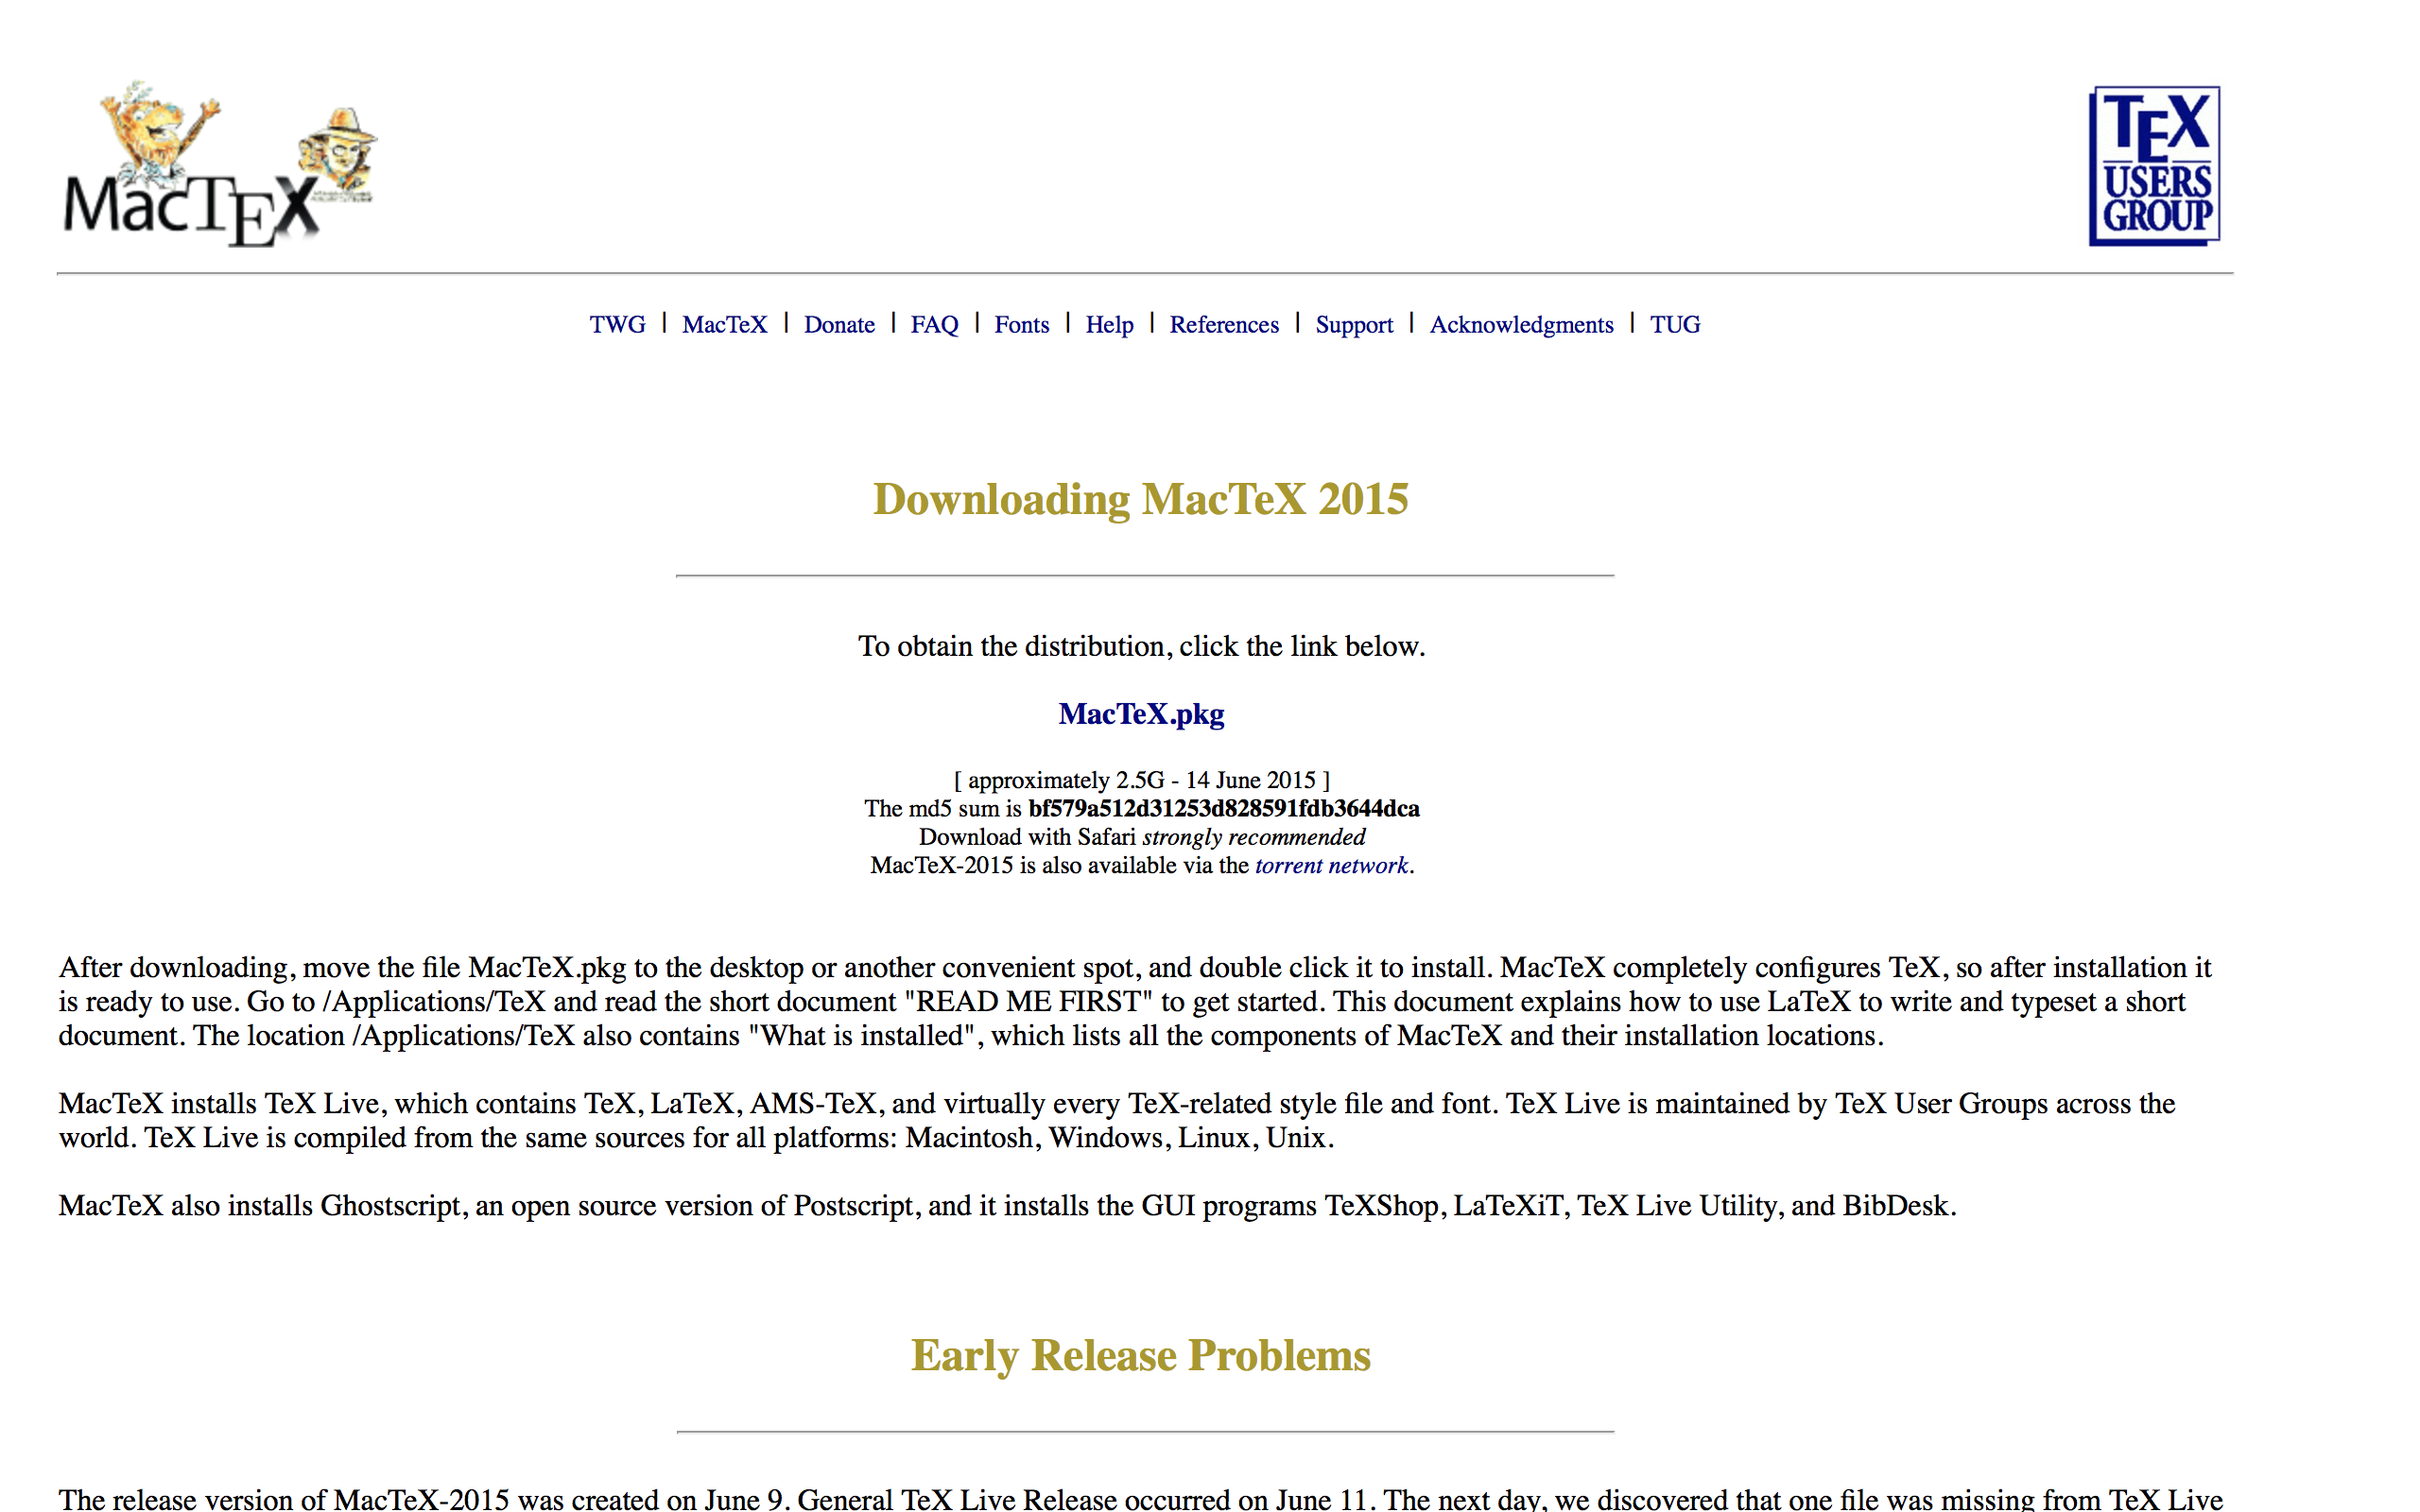 MacTEX
TEX
USERS
GROUP
TWG | MacTeX | Donate | FAQ | Fonts | Help | References | Support | Acknowledgments | TUG
Downloading MacTeX 2015
To obtain the distribution, click the link below.
MacTeX.pkg
[ approximately 2.5G - 14 June 2015 ]
The md5 sum is bf579a512d31253d828591fdb3644dca
Download with Safari strongly recommended
MacTeX-2015 is also available via the torrent network.
After downloading, move the file MacTeX.pkg to the desktop or another convenient spot, and double click it to install. MacTeX completely configures TeX, so after installation it
is ready to use. Go to /Applications/TeX and read the short document "READ ME FIRST" to get started. This document explains how to use LaTeX to write and typeset a short
document. The location /Applications/TeX also contains "What is installed", which lists all the components of MacTeX and their installation locations.
MacTeX installs TeX Live, which contains TeX, LaTeX, AMS-TeX, and virtually every TeX-related style file and font. TeX Live is maintained by TeX User Groups across the
world. TeX Live is compiled from the same sources for all platforms: Macintosh, Windows, Linux, Unix.
MacTeX also installs Ghostscript, an open source version of Postscript, and it installs the GUI programs TeXShop, LaTeXiT, TeX Live Utility, and BibDesk.
Early Release Problems
The release version of MacTeX-2015 was created on June 9. General TeX Live Release occurred on June 11. The next day, we discovered that one file was missing from TeX Live